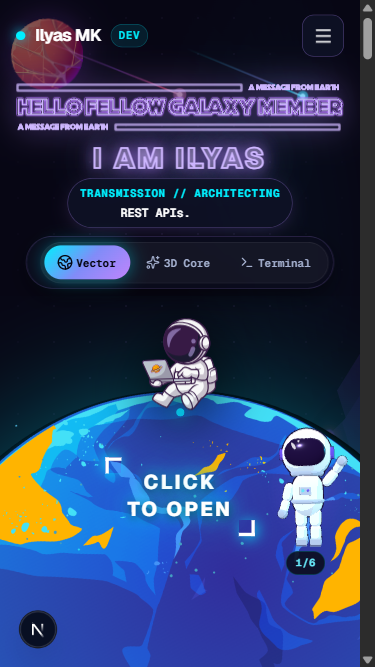 Ilyas MK DEV
A MESSAGE FROM EARTH
HELLO FELLOW GALAXY MEMBER
A MESSAGE FROM EARTH
I AM ILYAS
TRANSMISSION // ARCHITECTING
REST APIs.
Vector 3D Core Terminal
CLICK
TO OPEN
1/6
N